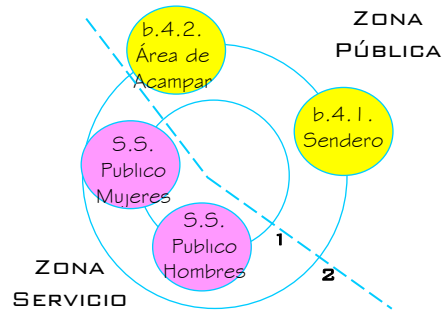 ZONA
PÚBLICA
b.4.2.
Área de
Acampar
b.4.1.
Sendero
S.S.
Publico
Mujeres
S.S.
Publico
Hombres
1
2
ZONA
SERVICIO